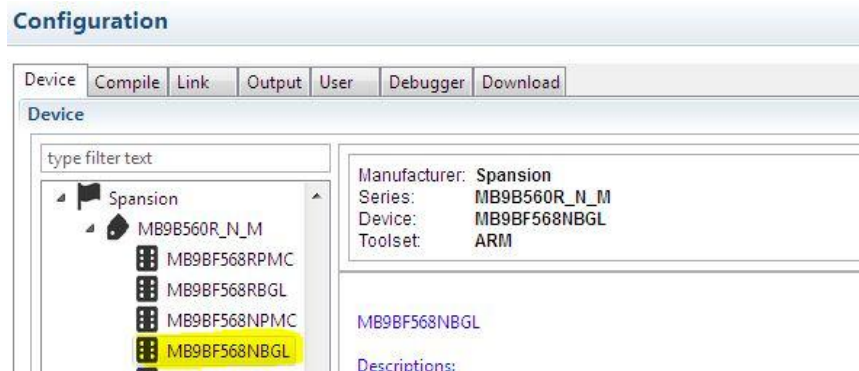 Configuration
Device Compile Link Output User Debugger Download
Device
type filter text
Spansion
MB9B560R_N_M
MB9BF568RPMC
MB9BF568RBGL
MB9BF568NPMC
MB9BF568NBGL
Manufacturer: Spansion
Series: MB9B560R_N_M
Device: MB9BF568NBGL
Toolset: ARM
MB9BF568NBGL
Descriptions: